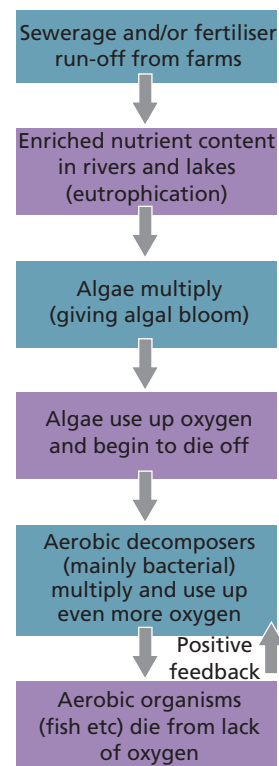 Sewerage and/or fertiliser
run-off from farms
Enriched nutrient content
in rivers and lakes
(eutrophication)
Algae multiply
(giving algal bloom)
Algae use up oxygen
and begin to die off
Aerobic decomposers
(mainly bacterial)
multiply and use up
even more oxygen
Positive
feedback
Aerobic organisms
(fish etc) die from lack
of oxygen